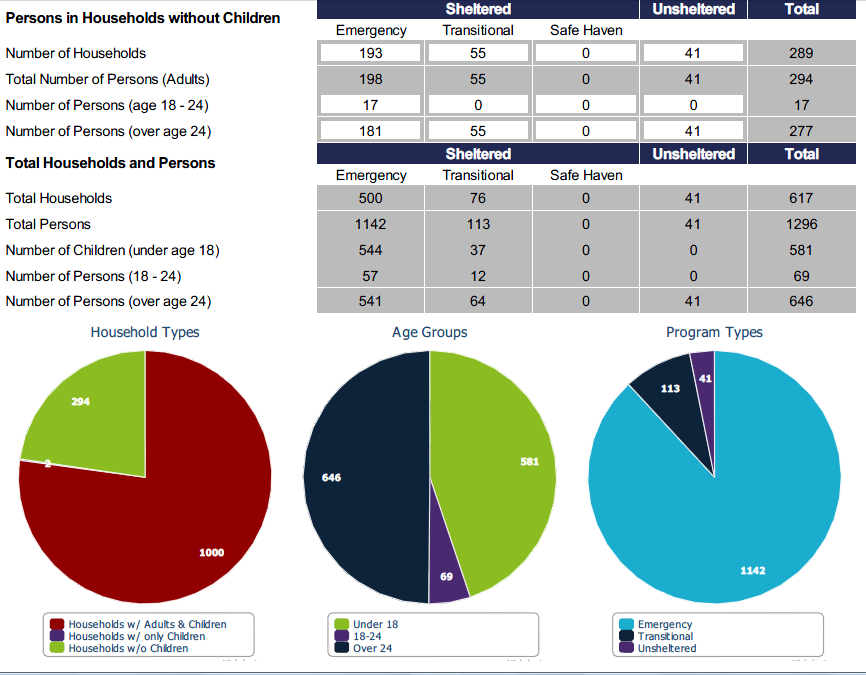 Persons in Households without Children Sheltered Unsheltered Total
Emergency Transitional Safe Haven
Number of Households 193 55 0 41 289
Total Number of Persons (Adults) 198 55 0 41 294
Number of Persons (age 18 - 24) 17 0 0 0 17
Number of Persons (over age 24) 181 55 0 41 277
Total Households and Persons Sheltered Unsheltered Total
Emergency Transitional Safe Haven
Total Households 500 76 0 41 617
Total Persons 1142 113 0 41 1296
Number of Children (under age 18) 544 37 0 0 581
Number of Persons (18 - 24) 57 12 0 0 69
Number of Persons (over age 24) 541 64 0 41 646
Household Types
294
2
1000
Households w/ Adults & Children
Households w/ only Children
Households w/o Children
Age Groups
581
646
69
Under 18
18-24
Over 24
Program Types
41
113
1142
Emergency
Transitional
Unsheltered